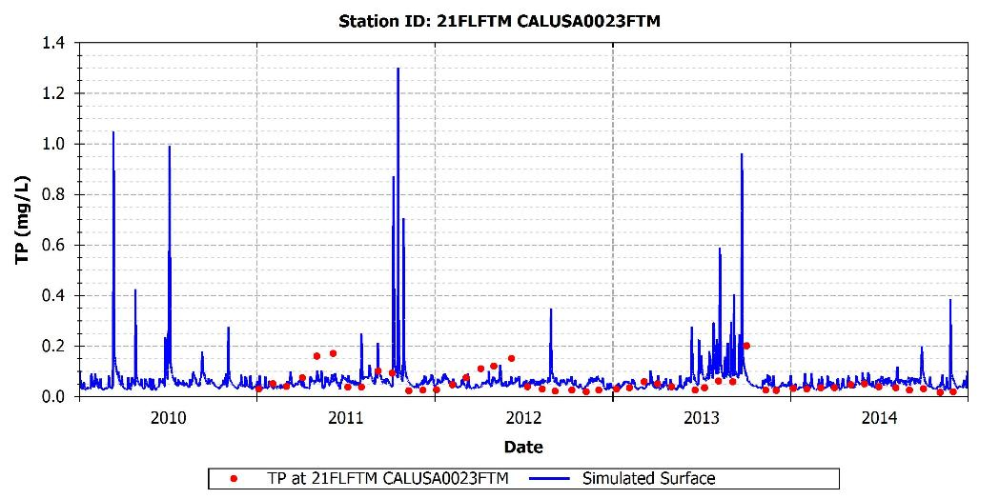 Station ID: 21FLFTM CALUSA0023FTM
1.4
1.2
1.0
0.8
0.6
0.4
0.2
0.0
TP (mg/L)
2010 2011 2012 2013 2014
Date
TP at 21FLFTM CALUSA0023FTM Simulated Surface